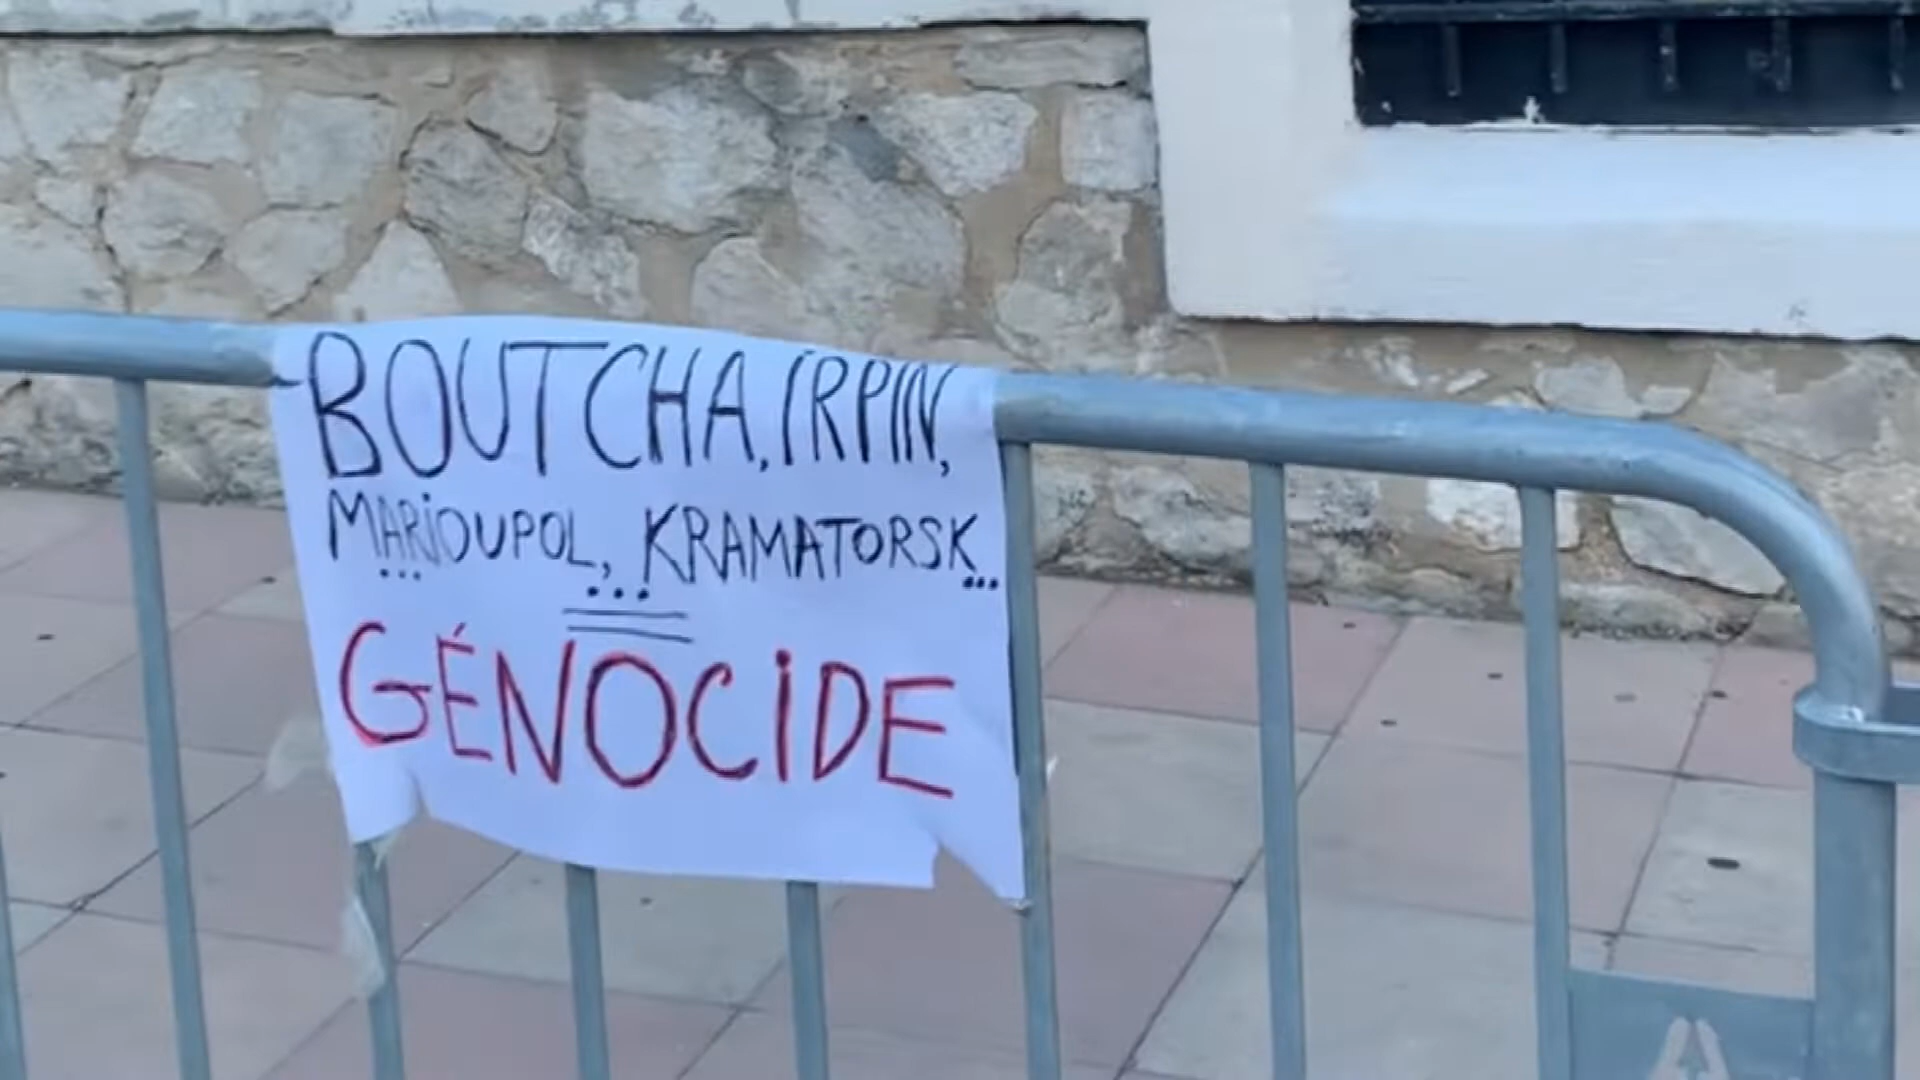 BOUTCHA, IRPIN,
MARIOUPOL, KRAMATORSK...
...
=
GÉNOCIDE